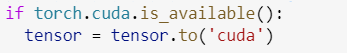 if torch.cuda.is_available():
    tensor = tensor.to('cuda')